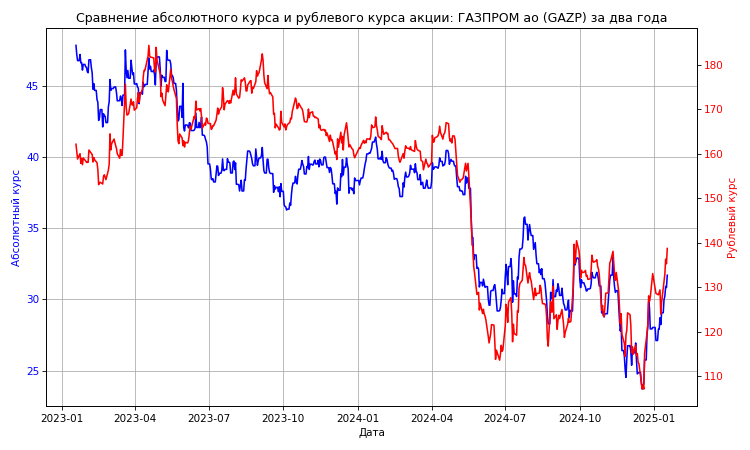 Сравнение абсолютного курса и рублевого курса акции: ГАЗПРОМ ао (GAZP) за два года
45
40
35
30
25
Абсолютный курс
180
170
160
150
140
130
120
110
Рублевый курс
2023-01 2023-04 2023-07 2023-10 2024-01 2024-04 2024-07 2024-10 2025-01
Дата